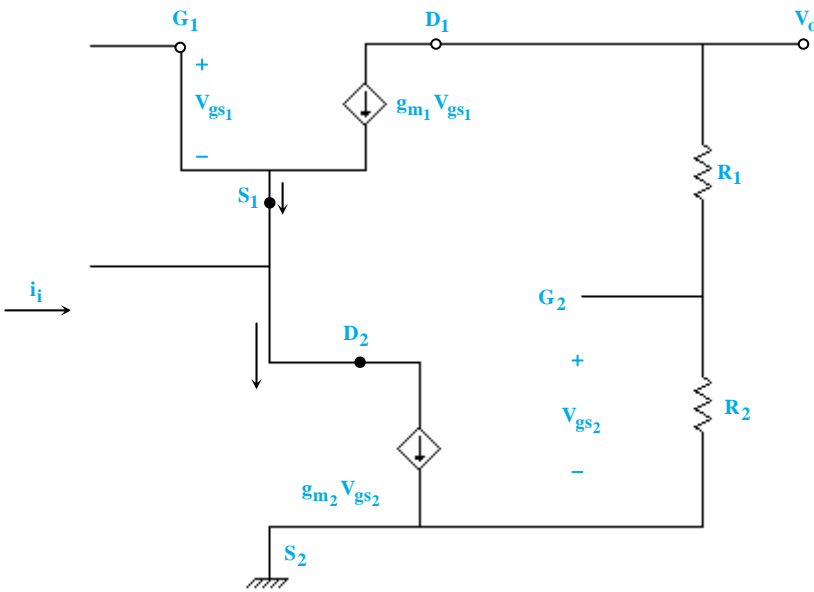 G1
D1
Vo
+
Vgs1
−
gm1 Vgs1
S1
R1
ii
G2
D2
+
Vgs2
−
R2
gm2 Vgs2
S2